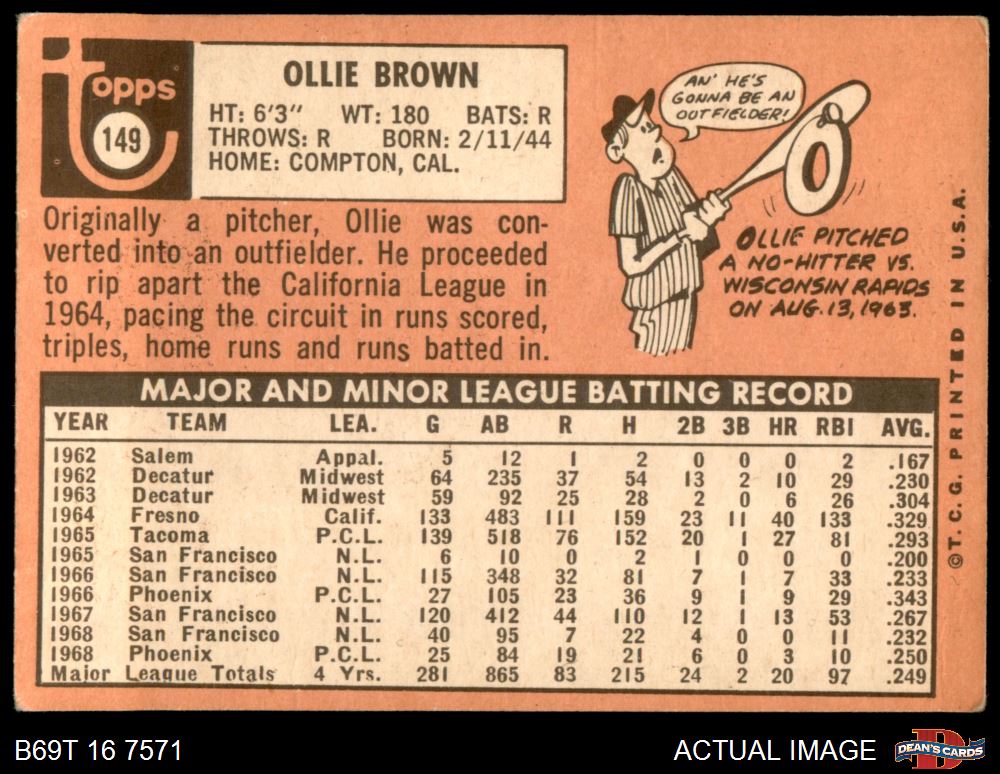 Topps
149
OLLIE BROWN
HT: 6'3" WT: 180 BATS: R
THROWS: R BORN: 2/11/44
HOME: COMPTON, CAL.
Originally a pitcher, Ollie was con-
verted into an outfielder. He proceeded
to rip apart the California League in
1964, pacing the circuit in runs scored,
triples, home runs and runs batted in.
AN' HE'S
GONNA BE AN
OUTFIELDER!
OLLIE PITCHED
A NO-HITTER VS.
WISCONSIN RAPIDS
ON AUG. 13, 1963.
MAJOR AND MINOR LEAGUE BATTING RECORD
YEAR TEAM LEA. G AB R H 2B 3B HR RBI AVG.
1962 Salem Appal. 5 12 1 2 0 0 0 2 .167
1962 Decatur Midwest 64 235 37 54 13 2 10 29 .230
1963 Decatur Midwest 59 92 25 28 2 0 6 26 .304
1964 Fresno Calif. 133 483 111 159 23 11 40 133 .329
1965 Tacoma P.C.L. 139 518 76 152 20 1 27 81 .293
1965 San Francisco N.L. 6 10 0 2 1 0 0 0 .200
1966 San Francisco N.L. 115 348 32 81 7 1 7 33 .233
1966 Phoenix P.C.L. 27 105 23 36 9 1 9 29 .343
1967 San Francisco N.L. 120 412 44 110 12 1 13 53 .267
1968 San Francisco N.L. 40 95 7 22 4 0 0 11 .232
1968 Phoenix P.C.L. 25 84 19 21 6 0 3 10 .250
Major League Totals 4 Yrs. 281 865 83 215 24 2 20 97 .249
©T.C.G. PRINTED IN U.S.A.
B69T 16 7571
ACTUAL IMAGE
D
DEAN'S CARDS